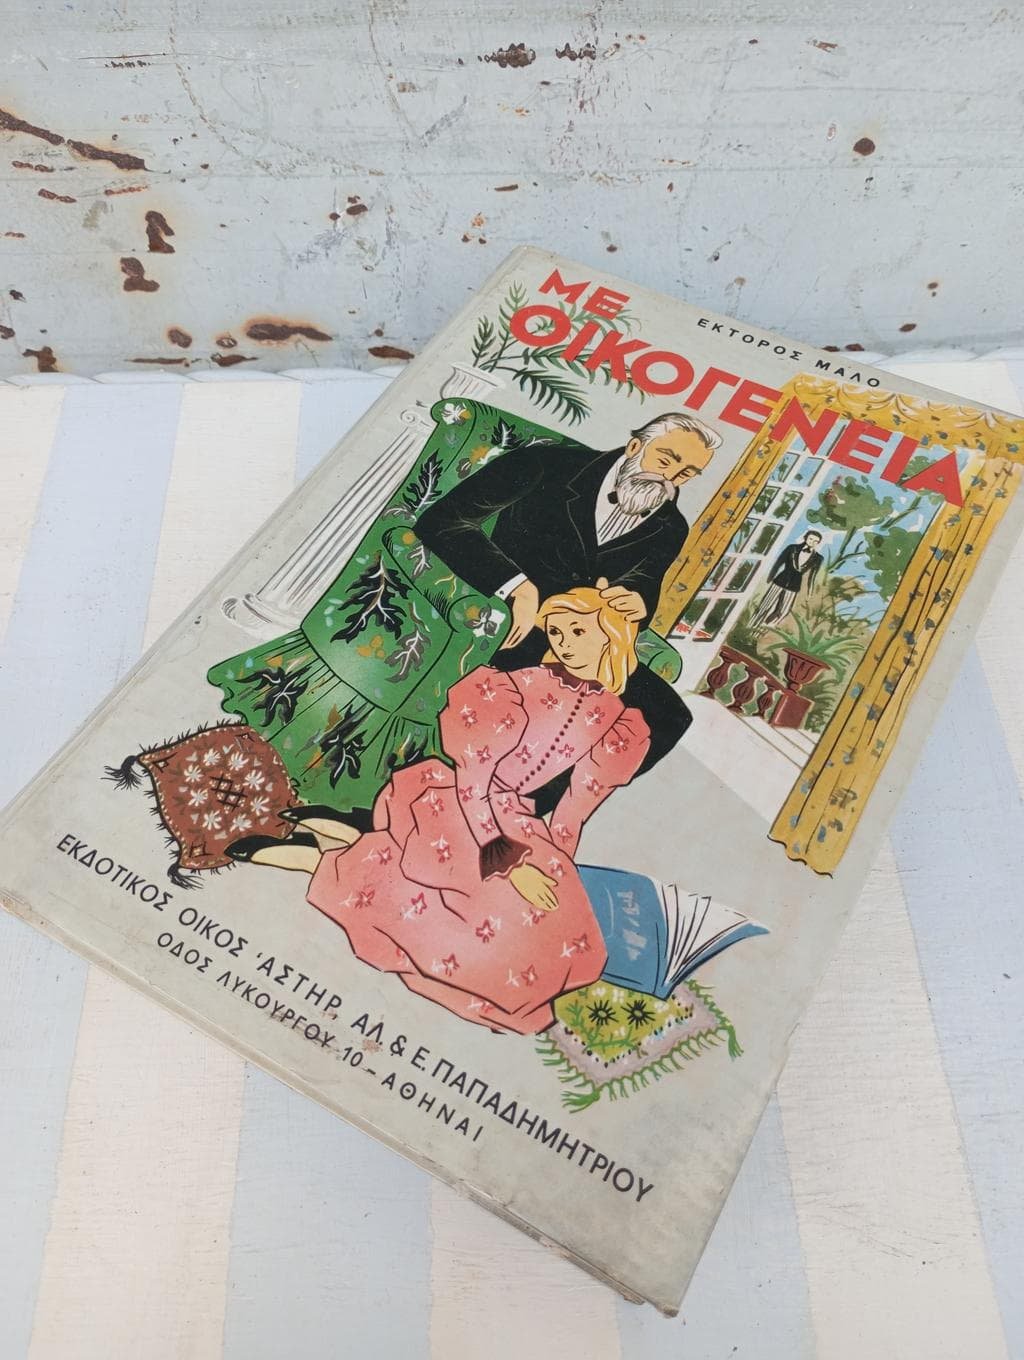 ΕΚΤΟΡΟΣ ΜΑΛΟ
ΜΕ
ΟΙΚΟΓΕΝΕΙΑ
ΕΚΔΟΤΙΚΟΣ ΟΙΚΟΣ 'ΑΣΤΗΡ, ΑΛ. & Ε. ΠΑΠΑΔΗΜΗΤΡΙΟΥ
ΟΔΟΣ ΛΥΚΟΥΡΓΟΥ 10 – ΑΘΗΝΑΙ